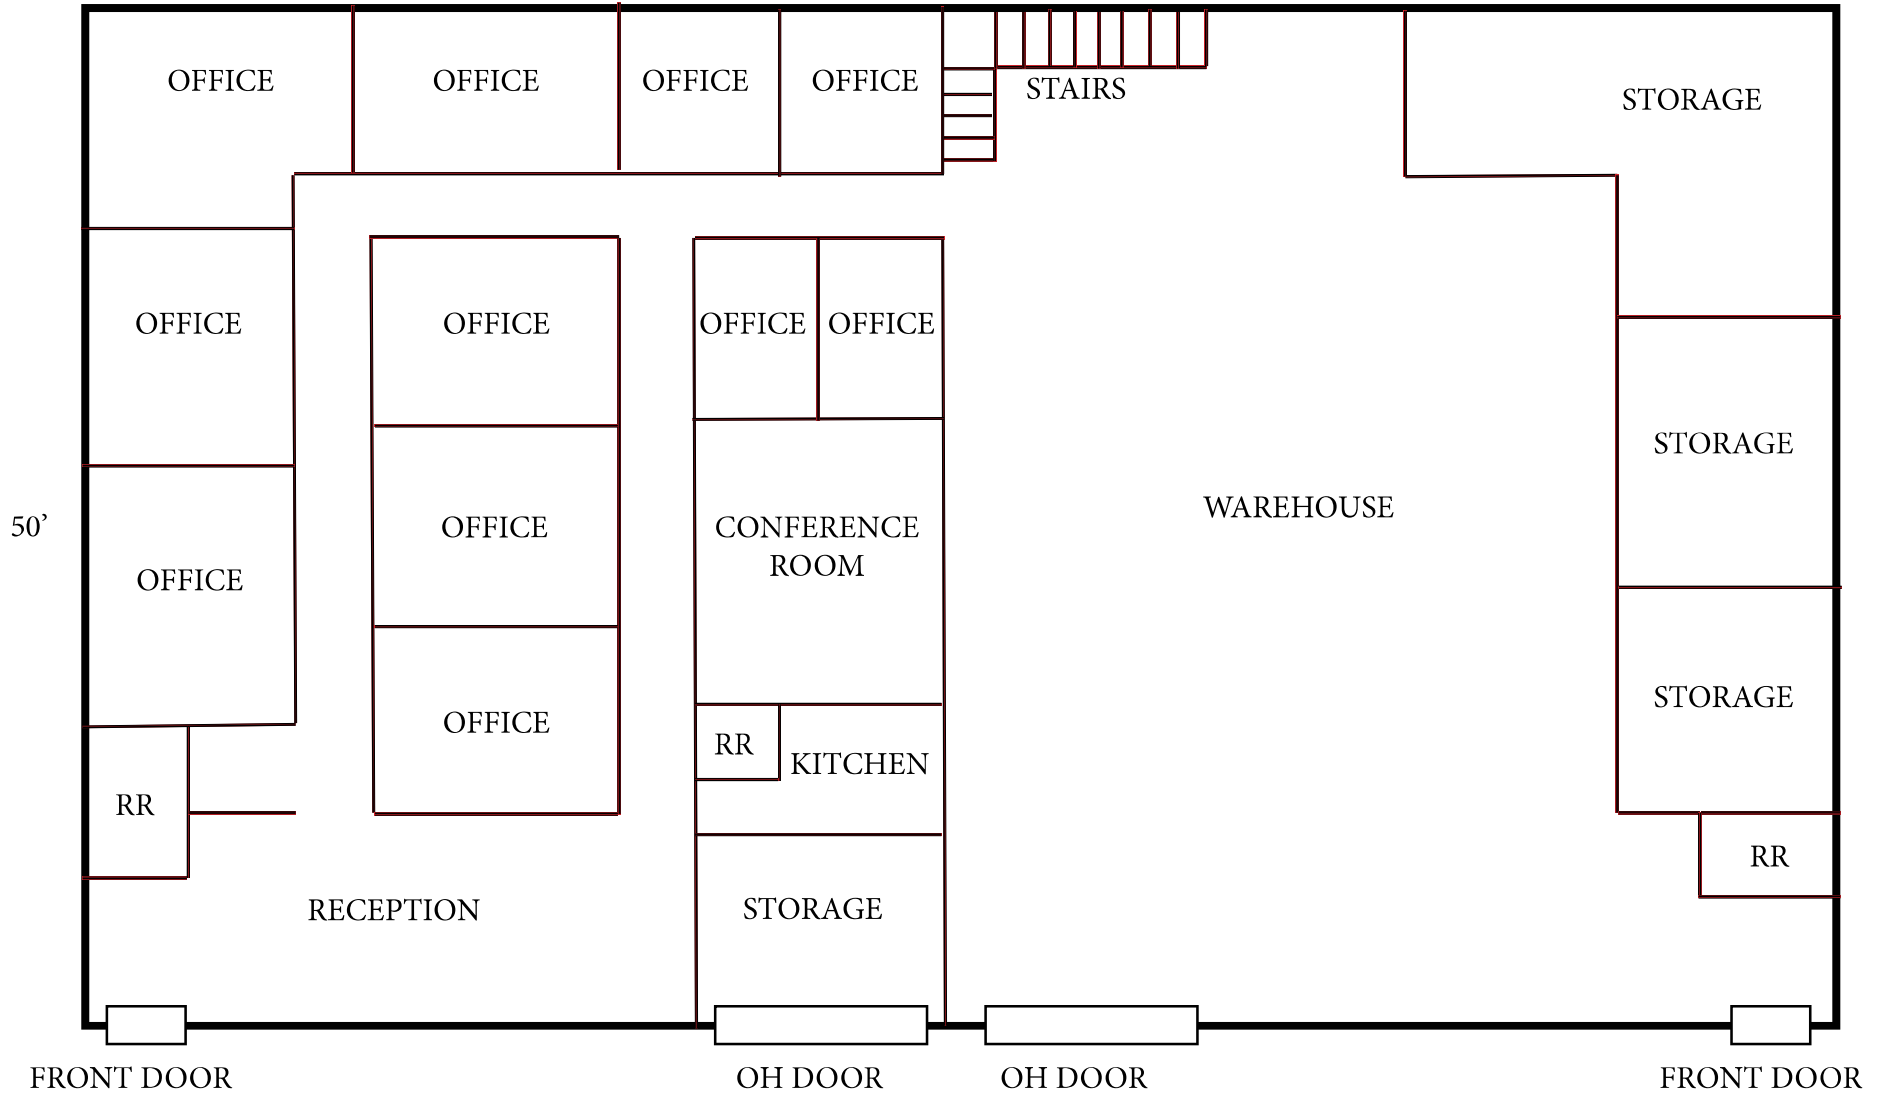 OFFICE
OFFICE
OFFICE
OFFICE
STAIRS
STORAGE
OFFICE
OFFICE
OFFICE
OFFICE
STORAGE
50’
OFFICE
OFFICE
CONFERENCE
ROOM
WAREHOUSE
OFFICE
STORAGE
RR
RR
KITCHEN
RR
RECEPTION
STORAGE
FRONT DOOR
OH DOOR
OH DOOR
FRONT DOOR